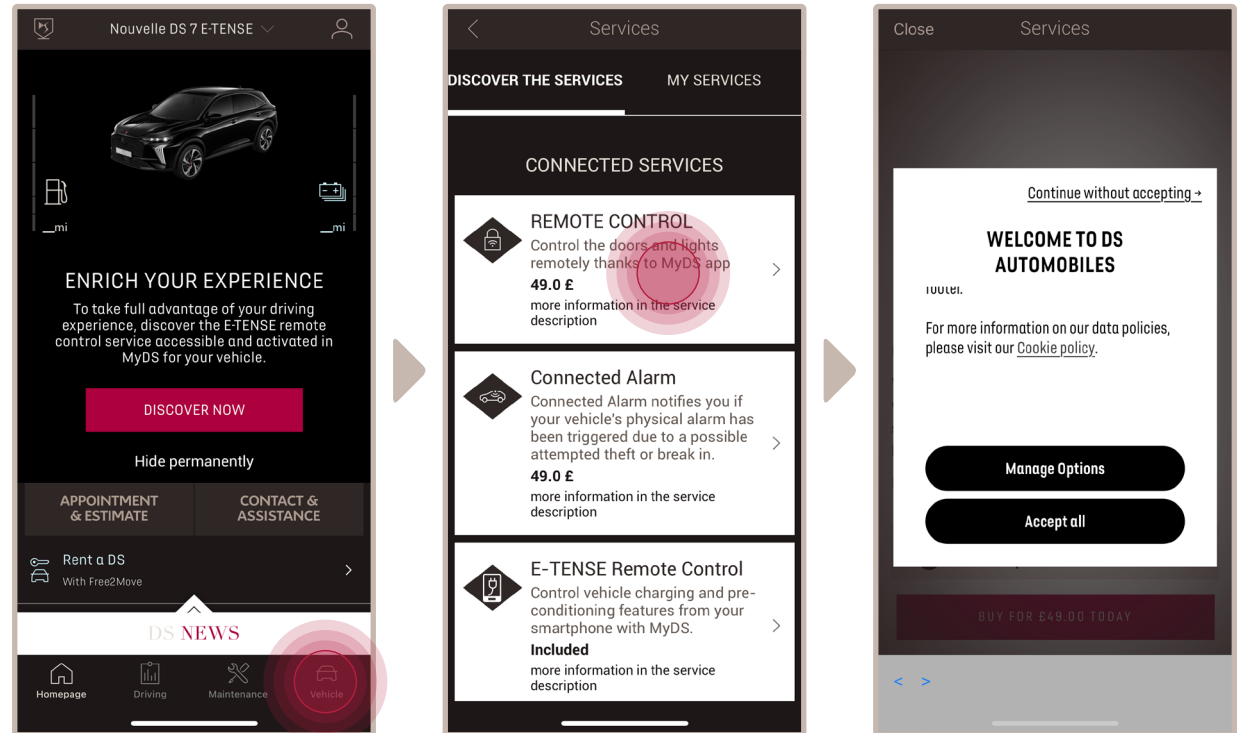 Nouvelle DS 7 E-TENSE
__mi
__mi
ENRICH YOUR EXPERIENCE
To take full advantage of your driving
experience, discover the E-TENSE remote
control service accessible and activated in
MyDS for your vehicle.
DISCOVER NOW
Hide permanently
APPOINTMENT
& ESTIMATE
CONTACT &
ASSISTANCE
Rent a DS
With Free2Move
DS NEWS
Homepage
Driving
Maintenance
Vehicle
Services
DISCOVER THE SERVICES
MY SERVICES
CONNECTED SERVICES
REMOTE CONTROL
Control the doors and lights
remotely thanks to MyDS app
49.0 £
more information in the service
description
Connected Alarm
Connected Alarm notifies you if
your vehicle's physical alarm has
been triggered due to a possible
attempted theft or break in.
49.0 £
more information in the service
description
E-TENSE Remote Control
Control vehicle charging and pre-
conditioning features from your
smartphone with MyDS.
Included
more information in the service
description
Close
Services
Continue without accepting →
WELCOME TO DS
AUTOMOBILES
footer.
For more information on our data policies,
please visit our Cookie policy.
Manage Options
Accept all
BUY FOR £49.00 TODAY
< >